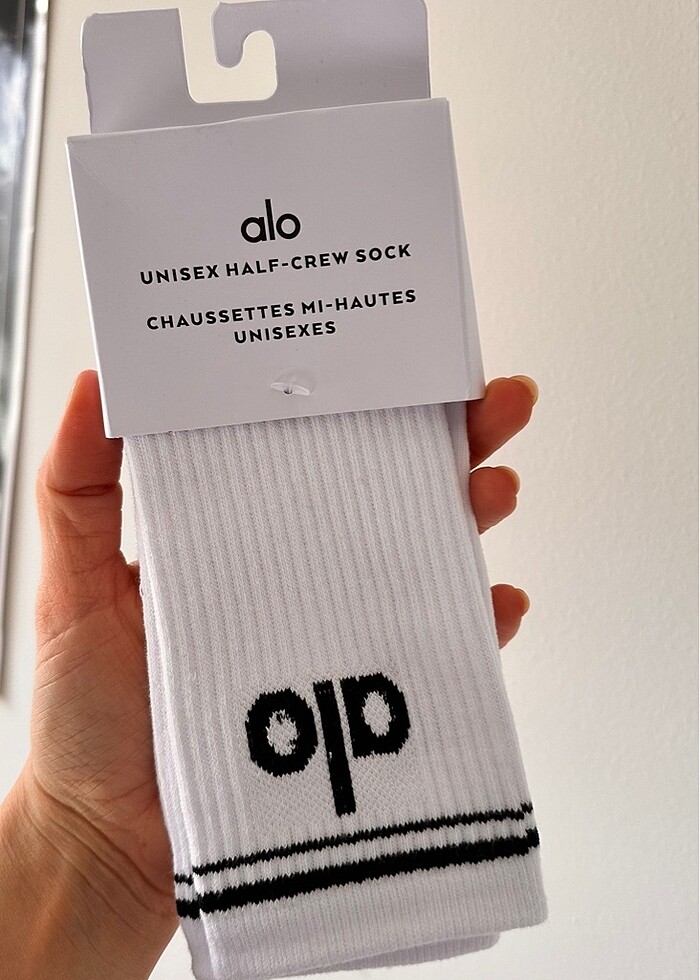 alo
UNISEX HALF-CREW SOCK
CHAUSSETTES MI-HAUTES
UNISEXES
alo